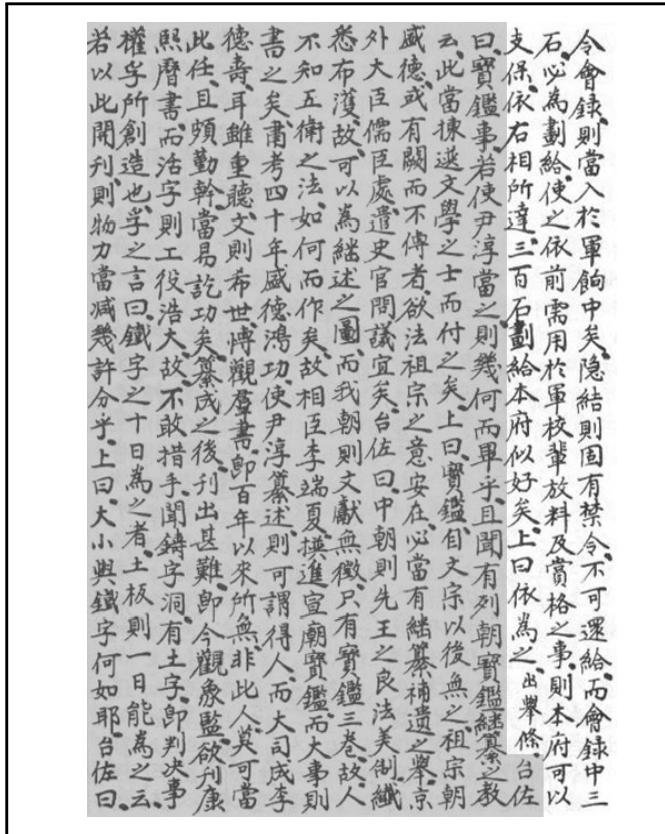 令會錄則當入於軍餉中矣隐結則固有禁令不可還給而會錄中三
石必為劃給使之依前需用於軍校輩放料及賞格之事則本府可以
支保依右相所達三百石劃給本府似好矣上曰依為之出舉條台佐
曰寶鑑事若使尹淳當之則幾何而畢乎且聞有列朝寶鑑継纂之教
云此當揀選文學之士而付之矣上曰寶鑑自文宗以後無之祖宗朝
盛德或有闕而不傳者欲法祖宗之意安在必當有継纂補遺之舉京
外大臣儒臣處遣史官問議宜矣台佐曰中朝則先王之良法美制纖
悉布濩故可以為継述之圖而我朝則文獻無徵只有寶鑑三卷故人
不知五衛之法如何而作矣故相臣李端夏撰進宣廟寶鑑而大事則
書之矣肅考四十年盛德鴻功使尹淳纂述則可謂得人而大司成李
德壽耳雖重聽文則希世愽觀羣書卽百年以來所無非此人莫可當
此任且頗勤幹當易訖功矣纂成之後刊出甚難卽今觀象監欲刊康
熙曆書而活字則工役浩大故不敢措手聞鑄字洞有土字卽判决事
權孚所創造也孚之言曰鐵字之十日為之者土板則一日能為之云
若以此開刊則物力當减幾許分乎上曰大小與鐵字何如耶台佐曰